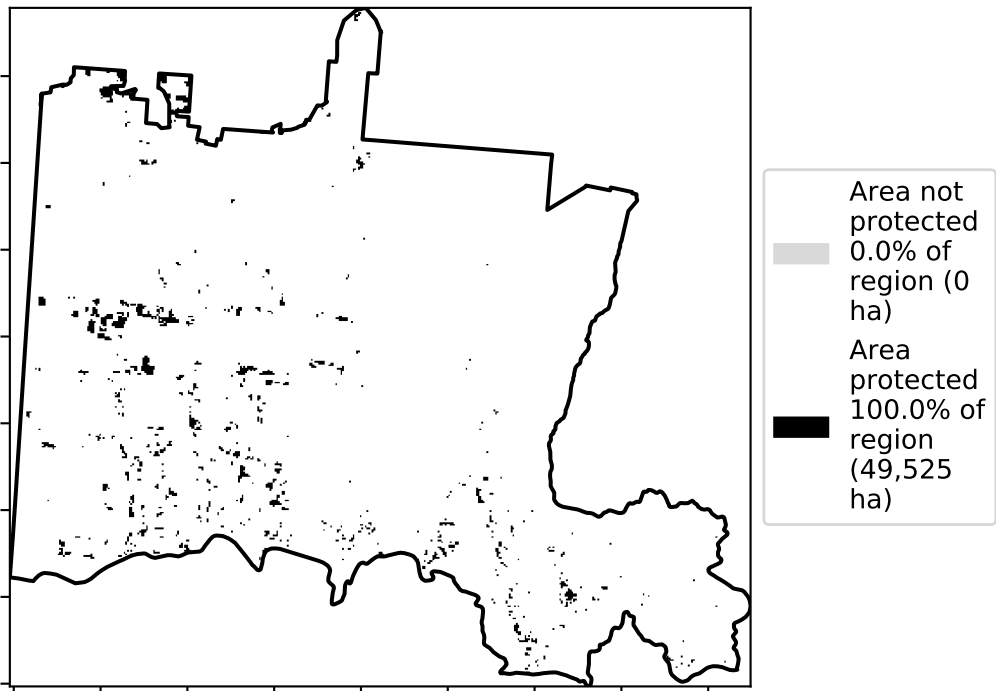 Area not
protected
0.0% of
region (0
ha)
Area
protected
100.0% of
region
(49,525
ha)